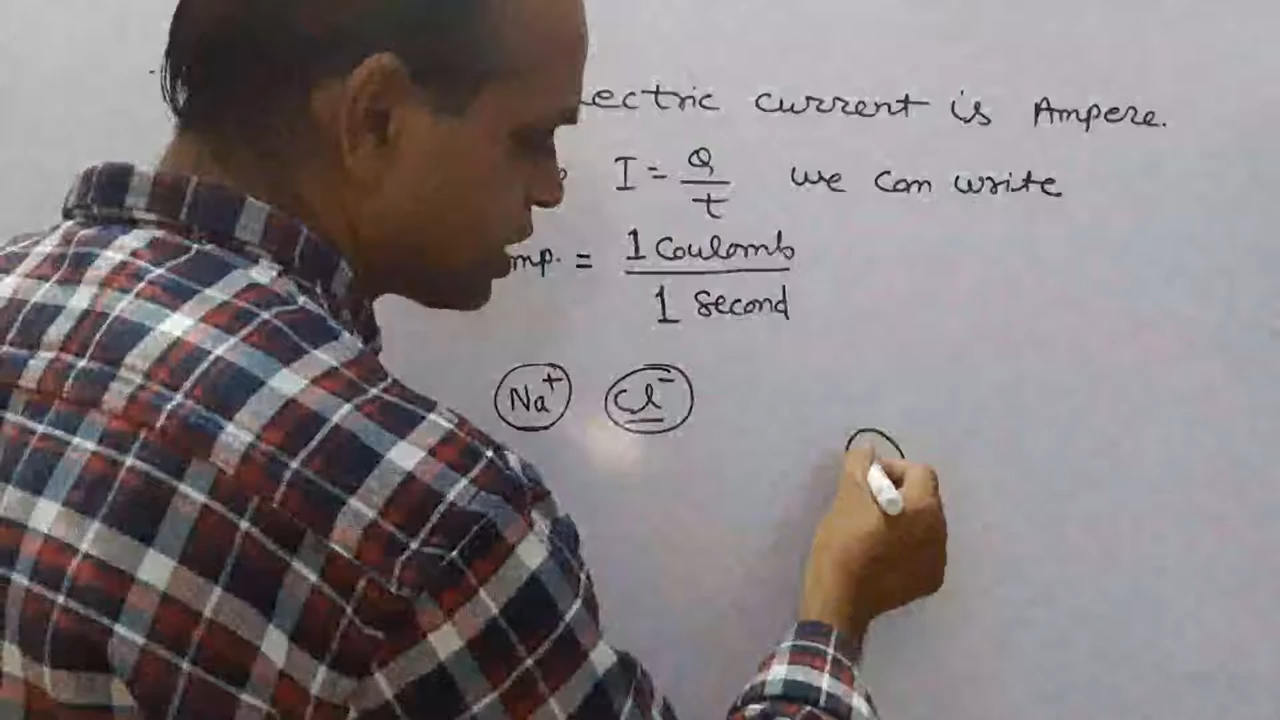 ectric current is Ampere.
I = Q/t we can write
mp. = 1 Coulomb / 1 Second
Na⁺ Cl⁻